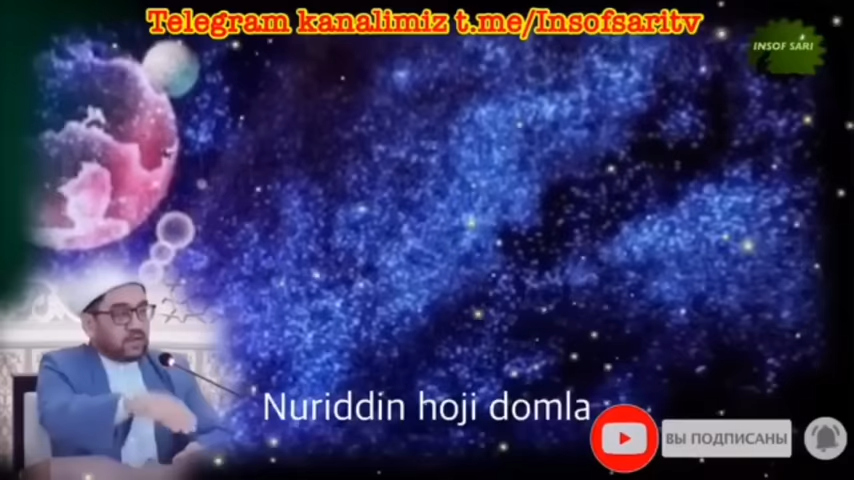 Telegram kanalimiz t.me/Insofsaritv
INSOF SARI
Nuriddin hoji domla
ВЫ ПОДПИСАНЫ